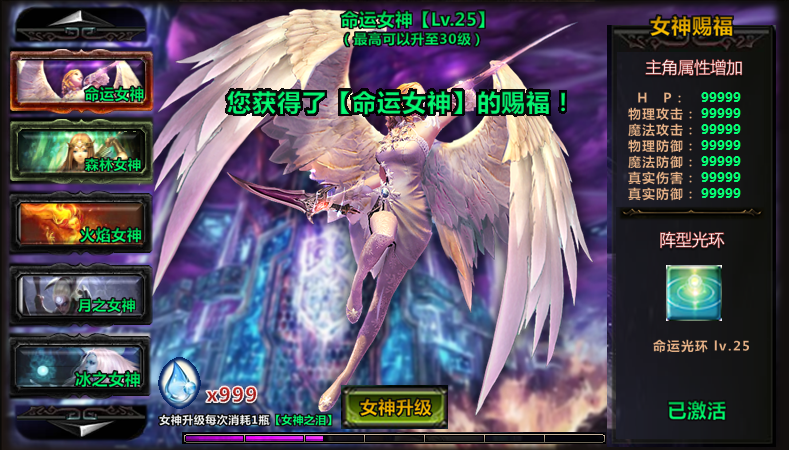 命运女神【Lv.25】
（最高可以升至30级）
您获得了【命运女神】的赐福！
命运女神
森林女神
火焰女神
月之女神
冰之女神
x999
女神升级每次消耗1瓶【女神之泪】
女神升级
女神赐福
主角属性增加
H P： 99999
物理攻击： 99999
魔法攻击： 99999
物理防御： 99999
魔法防御： 99999
真实伤害： 99999
真实防御： 99999
阵型光环
命运光环 lv.25
已激活